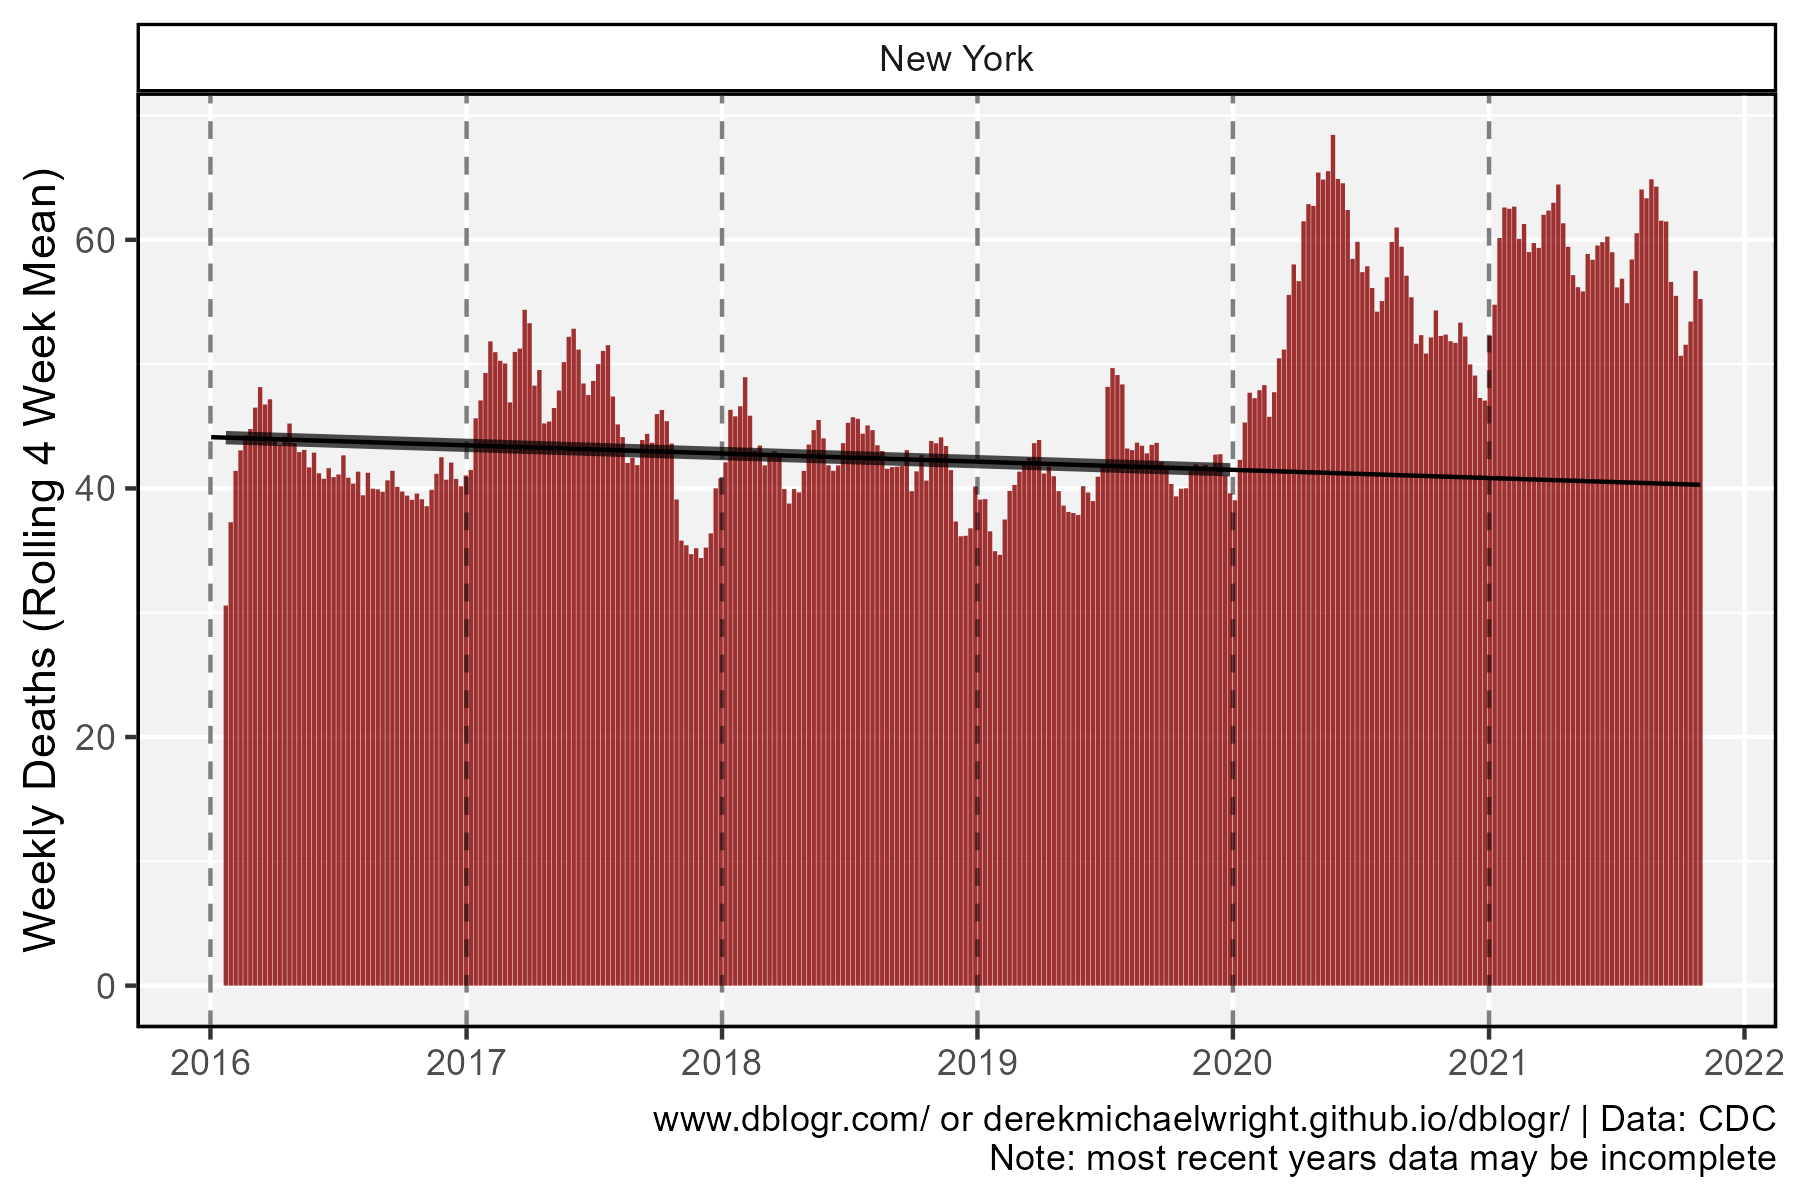 New York
Weekly Deaths (Rolling 4 Week Mean)
60
40
20
0
2016 2017 2018 2019 2020 2021 2022
www.dblogr.com/ or derekmichaelwright.github.io/dblogr/ | Data: CDC
Note: most recent years data may be incomplete